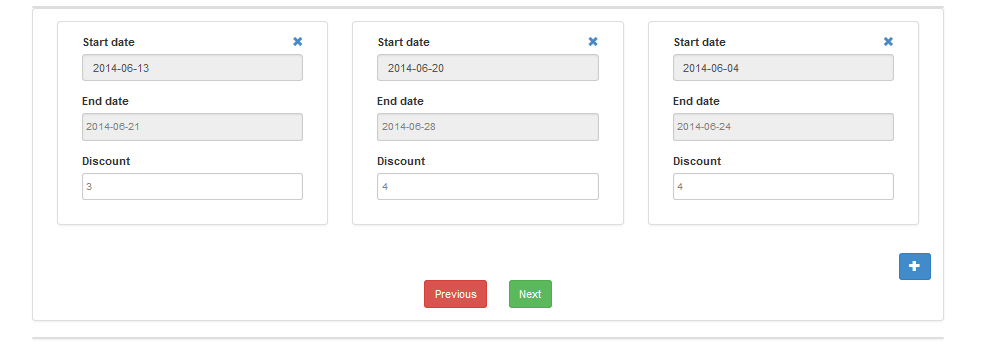 Start date
2014-06-13
End date
2014-06-21
Discount
3
Start date
2014-06-20
End date
2014-06-28
Discount
4
Start date
2014-06-04
End date
2014-06-24
Discount
4
Previous
Next